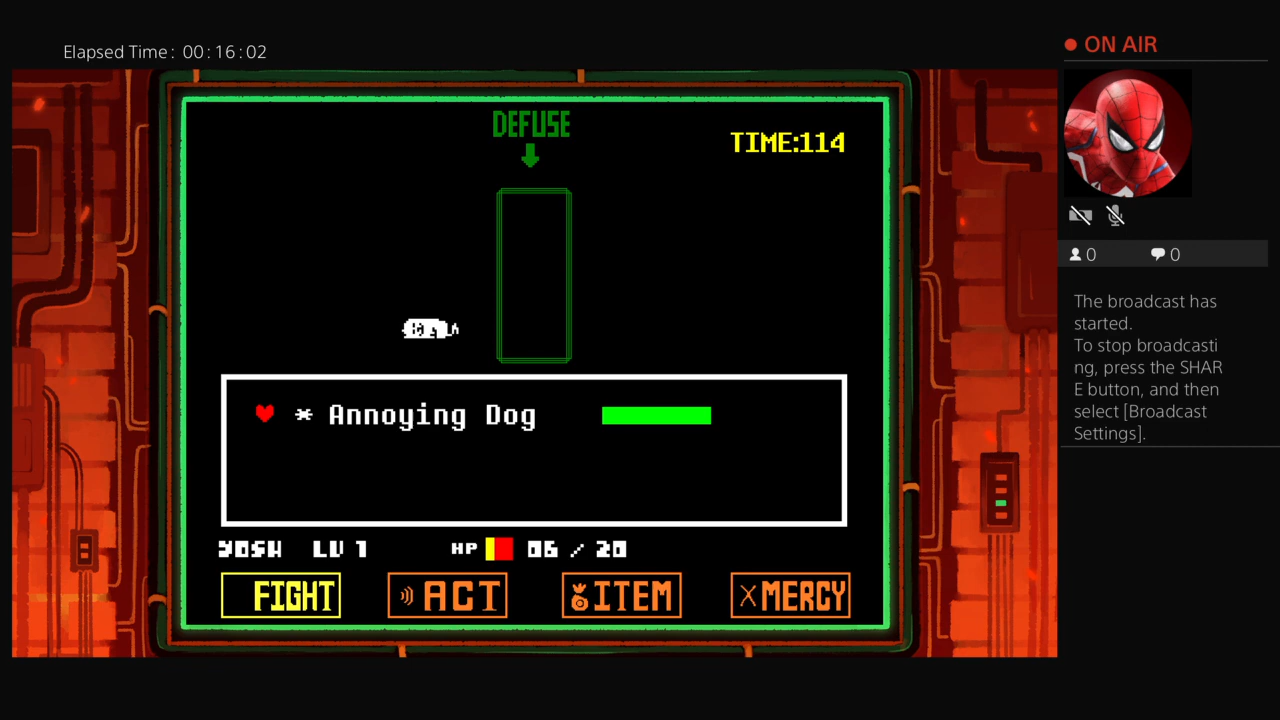 Elapsed Time: 00:16:02
ON AIR
DEFUSE
TIME:114
* Annoying Dog
YOSH LV 1 HP 06 / 20
FIGHT ACT ITEM MERCY
0 0
The broadcast has
started.
To stop broadcasti
ng, press the SHAR
E button, and then
select [Broadcast
Settings].